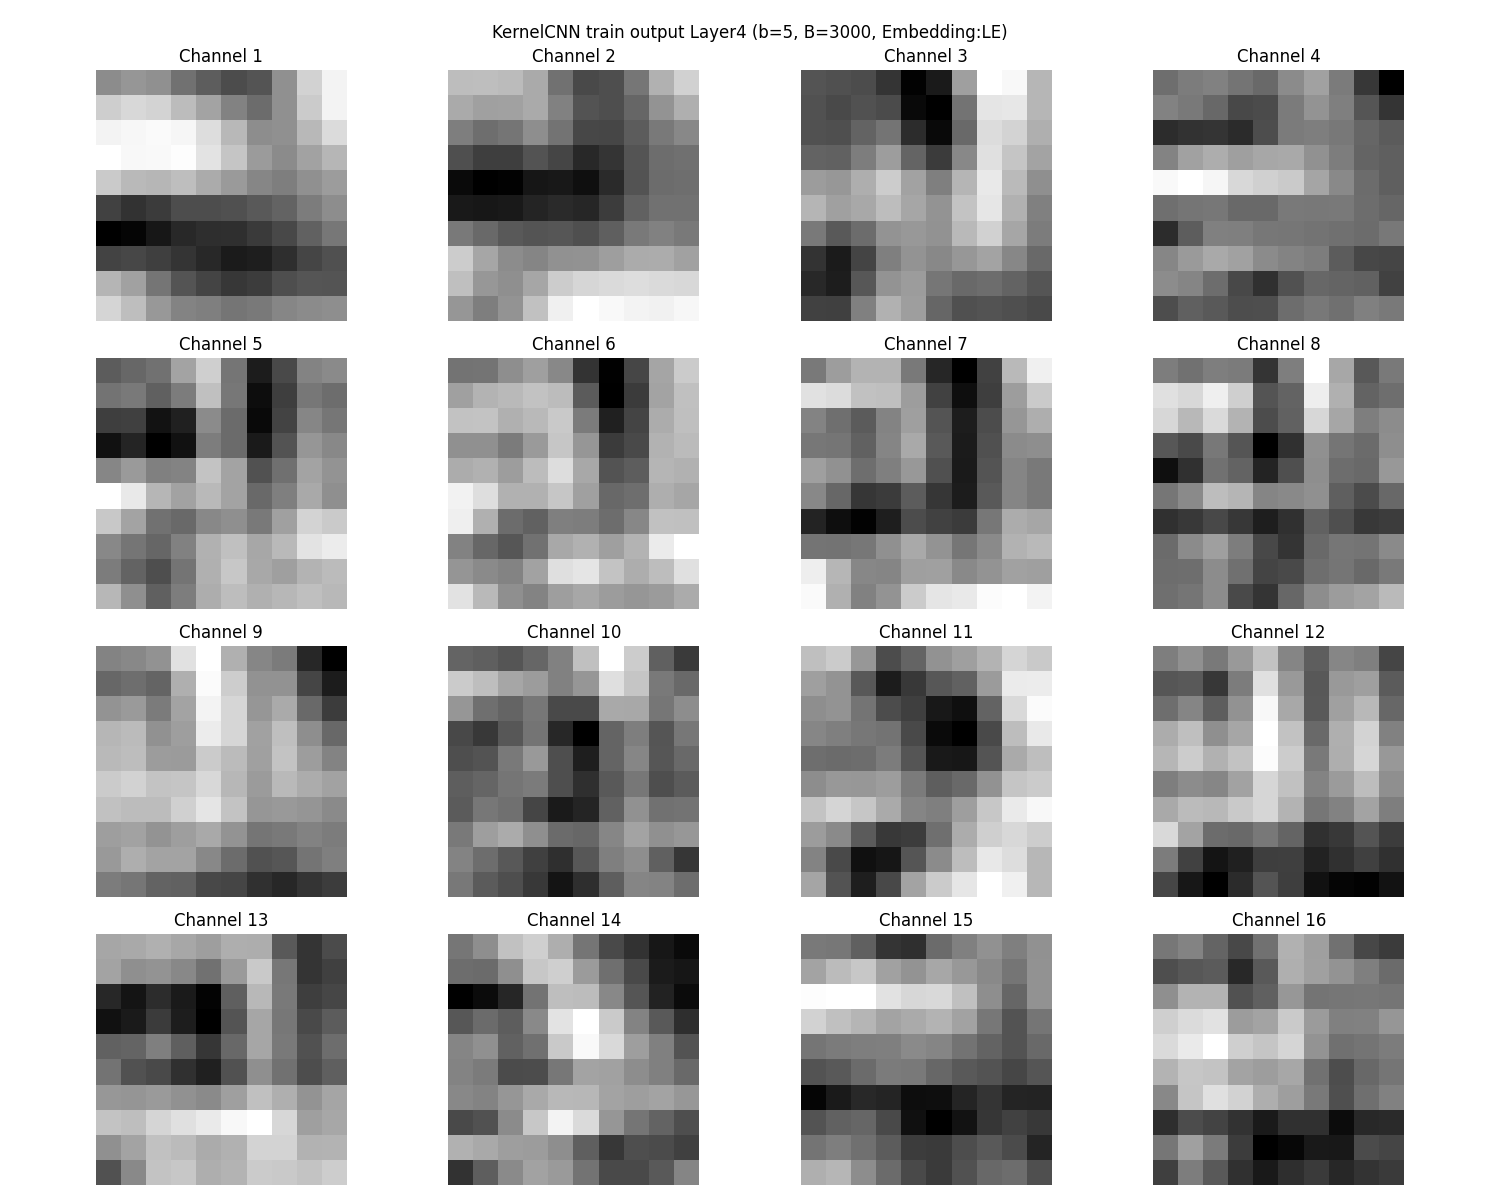 KernelCNN train output Layer4 (b=5, B=3000, Embedding:LE)
Channel 1 Channel 2 Channel 3 Channel 4
Channel 5 Channel 6 Channel 7 Channel 8
Channel 9 Channel 10 Channel 11 Channel 12
Channel 13 Channel 14 Channel 15 Channel 16